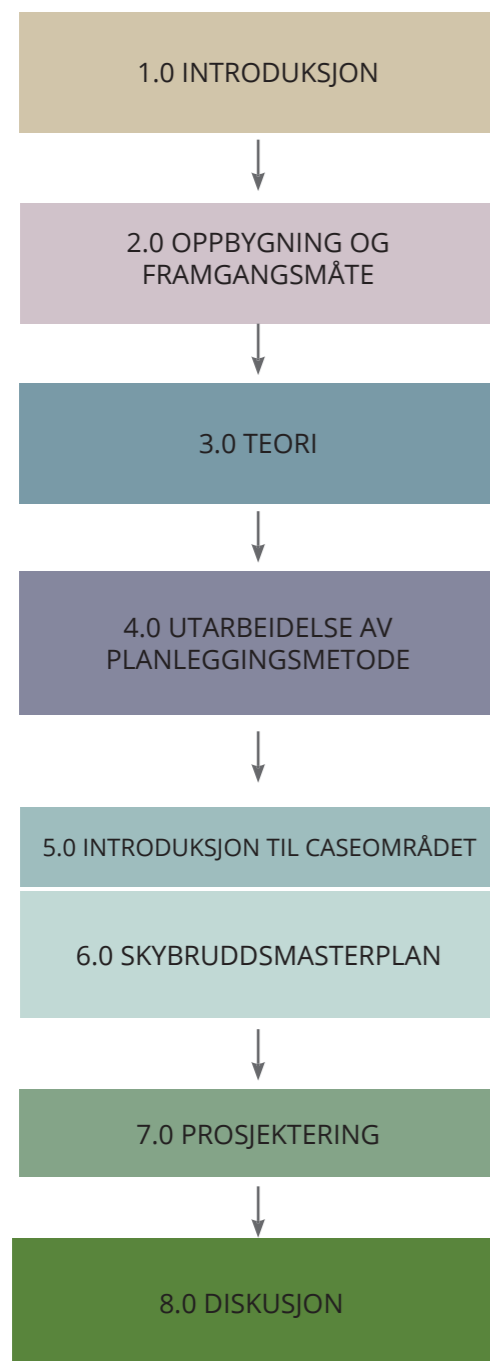 1.0 INTRODUKSJON
2.0 OPPBYGNING OG
FRAMGANGSMÅTE
3.0 TEORI
4.0 UTARBEIDELSE AV
PLANLEGGINGSMETODE
5.0 INTRODUKSJON TIL CASEOMRÅDET
6.0 SKYBRUDDSMASTERPLAN
7.0 PROSJEKTERING
8.0 DISKUSJON